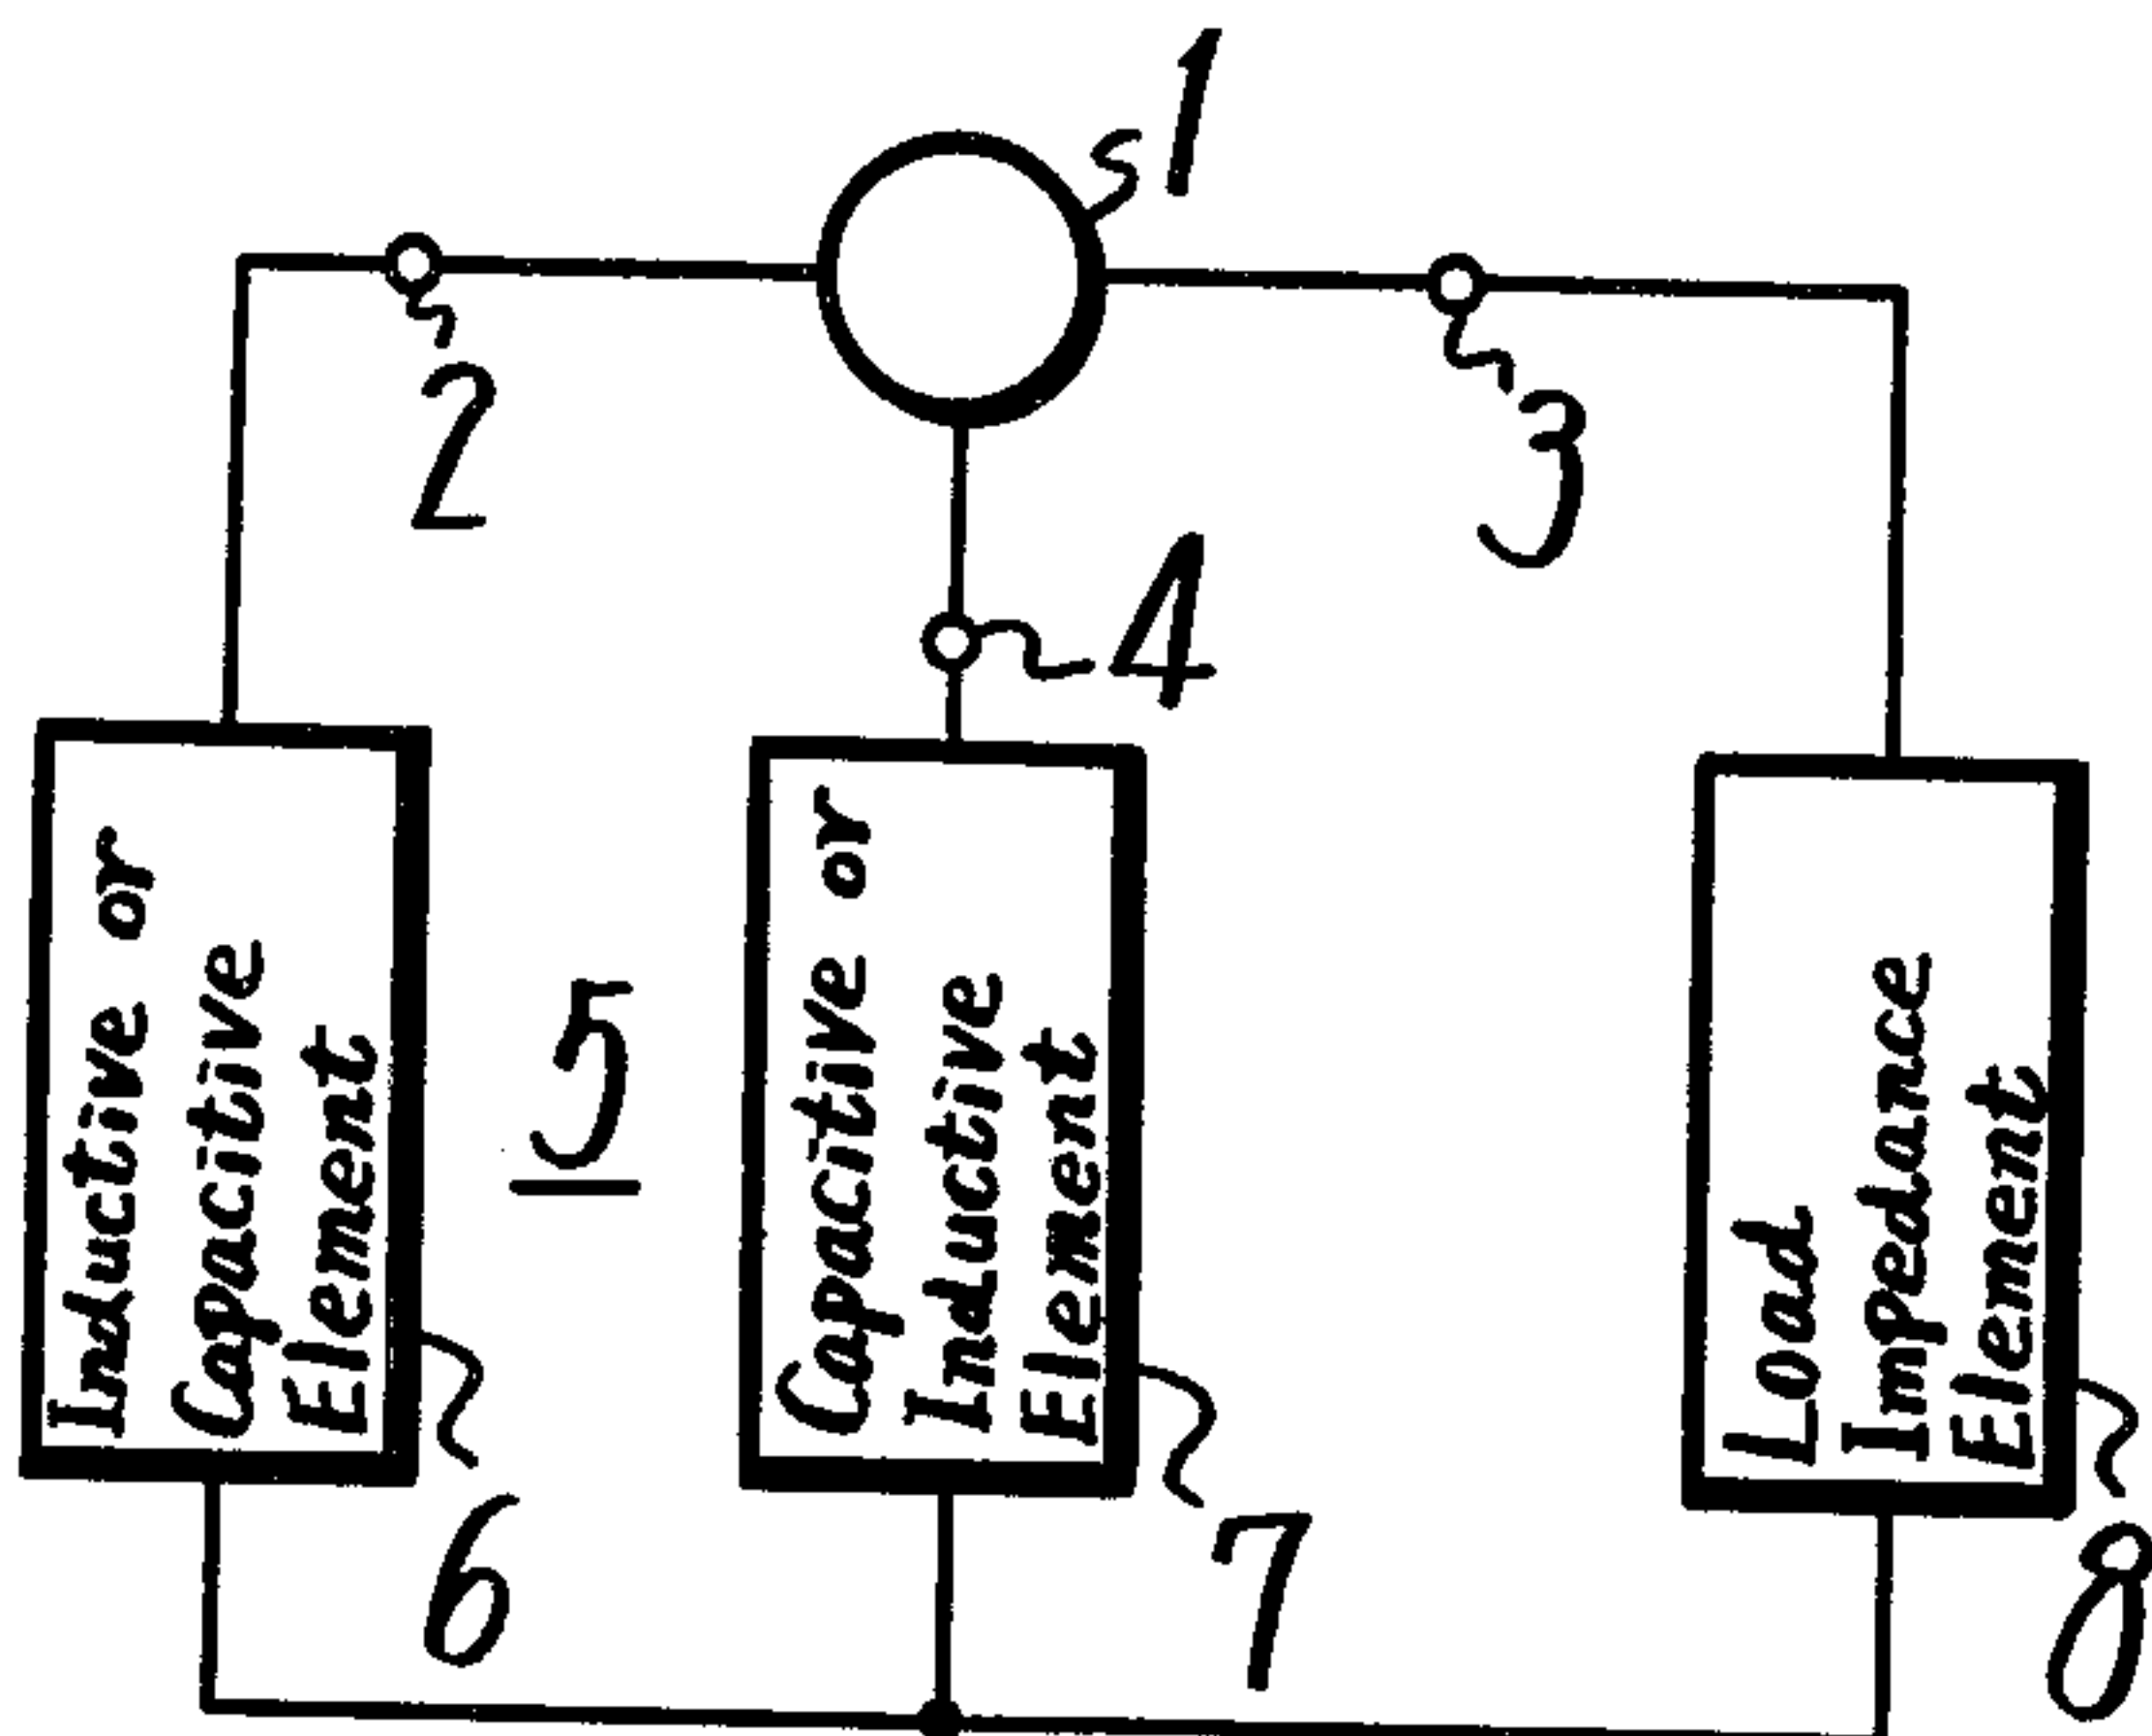 1
2
3
4
Inductive or
Capacitive
Element
5
Capacitive or
Inductive
Element
Load
Impedance
Element
6
7
8